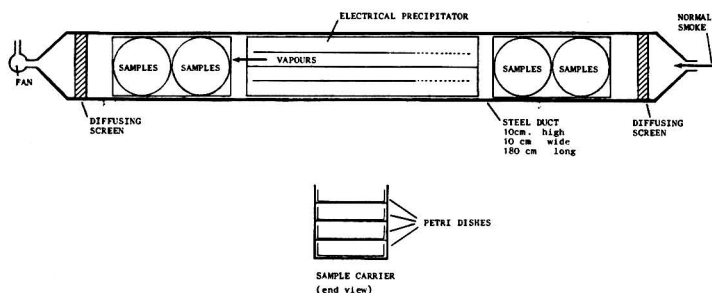 ELECTRICAL PRECIPITATOR
NORMAL
SMOKE
SAMPLES
SAMPLES
VAPOURS
SAMPLES
SAMPLES
FAN
DIFFUSING
SCREEN
STEEL DUCT
10cm. high
10 cm wide
180 cm long
DIFFUSING
SCREEN
PETRI DISHES
SAMPLE CARRIER
(end view)